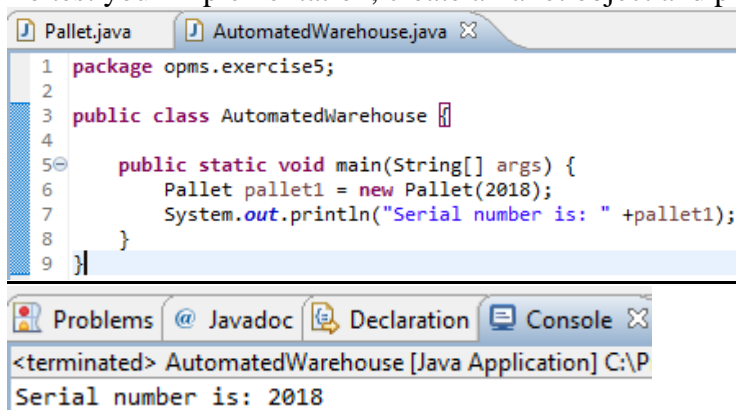 Pallet.java AutomatedWarehouse.java
1 package opms.exercise5;
2
3 public class AutomatedWarehouse {
4
5 public static void main(String[] args) {
6 Pallet pallet1 = new Pallet(2018);
7 System.out.println("Serial number is: " +pallet1);
8 }
9 }
Problems @ Javadoc Declaration Console
<terminated> AutomatedWarehouse [Java Application] C:\P
Serial number is: 2018